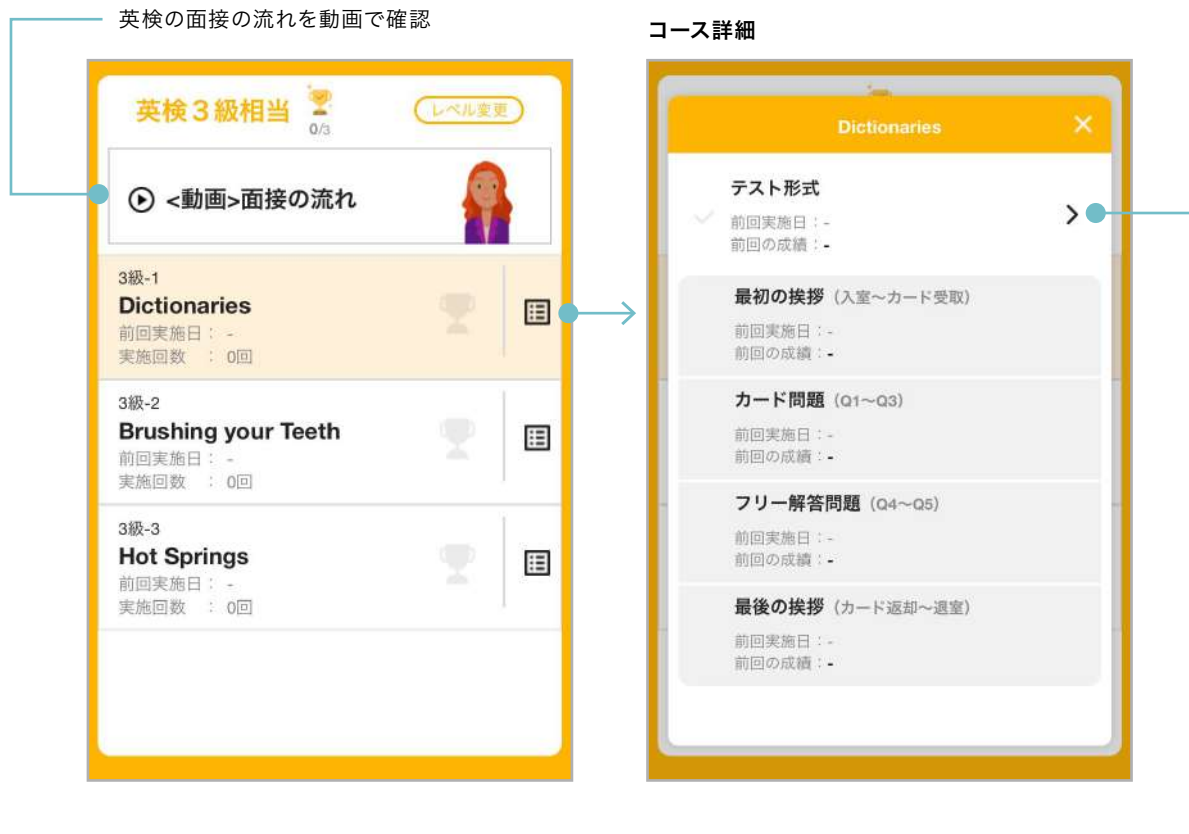 英検の面接の流れを動画で確認
英検３級相当
0/3
レベル変更
<動画>面接の流れ
3級-1
Dictionaries
前回実施日： -
実施回数 ： 0回
3級-2
Brushing your Teeth
前回実施日： -
実施回数 ： 0回
3級-3
Hot Springs
前回実施日： -
実施回数 ： 0回
コース詳細
Dictionaries
テスト形式
前回実施日：-
前回の成績：-
最初の挨拶（入室～カード受取）
前回実施日：-
前回の成績：-
カード問題（Q1～Q3）
前回実施日：-
前回の成績：-
フリー解答問題（Q4～Q5）
前回実施日：-
前回の成績：-
最後の挨拶（カード返却～退室）
前回実施日：-
前回の成績：-